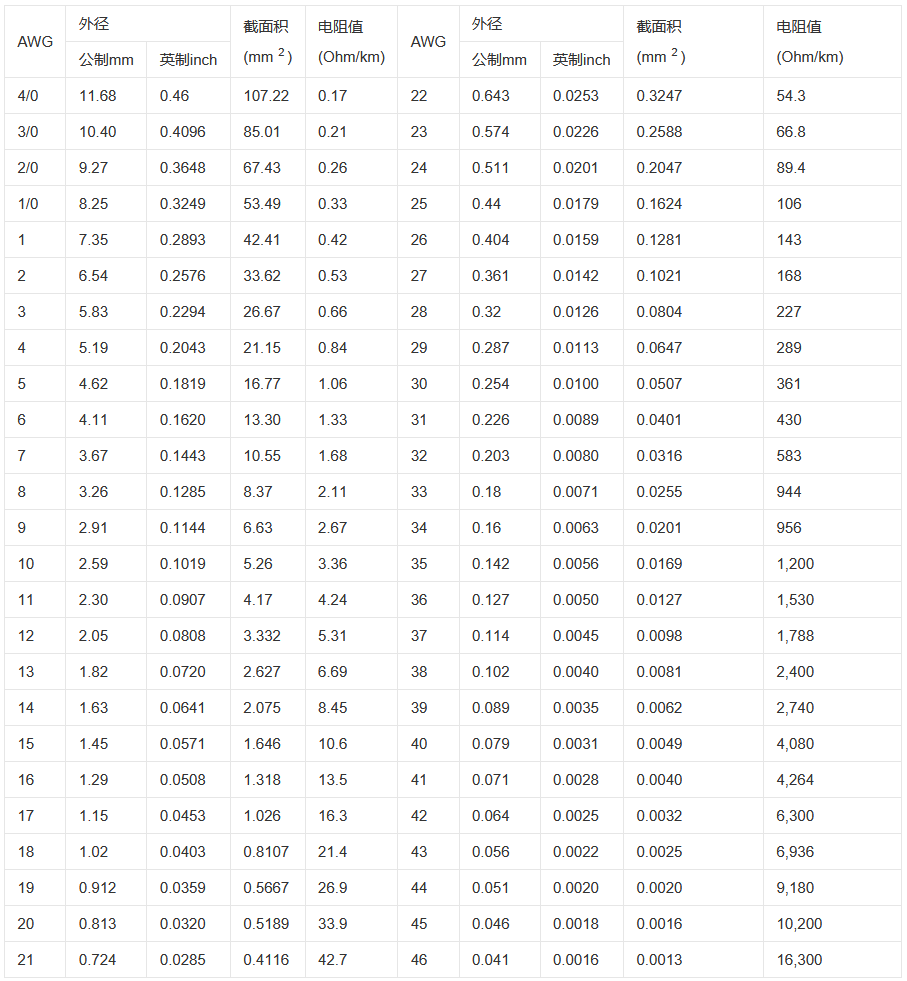 AWG 外径 截面积 (mm 2) 电阻值 (Ohm/km) AWG 外径 截面积 (mm 2) 电阻值 (Ohm/km)
公制mm 英制inch 公制mm 英制inch
4/0 11.68 0.46 107.22 0.17 22 0.643 0.0253 0.3247 54.3
3/0 10.40 0.4096 85.01 0.21 23 0.574 0.0226 0.2588 66.8
2/0 9.27 0.3648 67.43 0.26 24 0.511 0.0201 0.2047 89.4
1/0 8.25 0.3249 53.49 0.33 25 0.44 0.0179 0.1624 106
1 7.35 0.2893 42.41 0.42 26 0.404 0.0159 0.1281 143
2 6.54 0.2576 33.62 0.53 27 0.361 0.0142 0.1021 168
3 5.83 0.2294 26.67 0.66 28 0.32 0.0126 0.0804 227
4 5.19 0.2043 21.15 0.84 29 0.287 0.0113 0.0647 289
5 4.62 0.1819 16.77 1.06 30 0.254 0.0100 0.0507 361
6 4.11 0.1620 13.30 1.33 31 0.226 0.0089 0.0401 430
7 3.67 0.1443 10.55 1.68 32 0.203 0.0080 0.0316 583
8 3.26 0.1285 8.37 2.11 33 0.18 0.0071 0.0255 944
9 2.91 0.1144 6.63 2.67 34 0.16 0.0063 0.0201 956
10 2.59 0.1019 5.26 3.36 35 0.142 0.0056 0.0169 1,200
11 2.30 0.0907 4.17 4.24 36 0.127 0.0050 0.0127 1,530
12 2.05 0.0808 3.332 5.31 37 0.114 0.0045 0.0098 1,788
13 1.82 0.0720 2.627 6.69 38 0.102 0.0040 0.0081 2,400
14 1.63 0.0641 2.075 8.45 39 0.089 0.0035 0.0062 2,740
15 1.45 0.0571 1.646 10.6 40 0.079 0.0031 0.0049 4,080
16 1.29 0.0508 1.318 13.5 41 0.071 0.0028 0.0040 4,264
17 1.15 0.0453 1.026 16.3 42 0.064 0.0025 0.0032 6,300
18 1.02 0.0403 0.8107 21.4 43 0.056 0.0022 0.0025 6,936
19 0.912 0.0359 0.5667 26.9 44 0.051 0.0020 0.0020 9,180
20 0.813 0.0320 0.5189 33.9 45 0.046 0.0018 0.0016 10,200
21 0.724 0.0285 0.4116 42.7 46 0.041 0.0016 0.0013 16,300